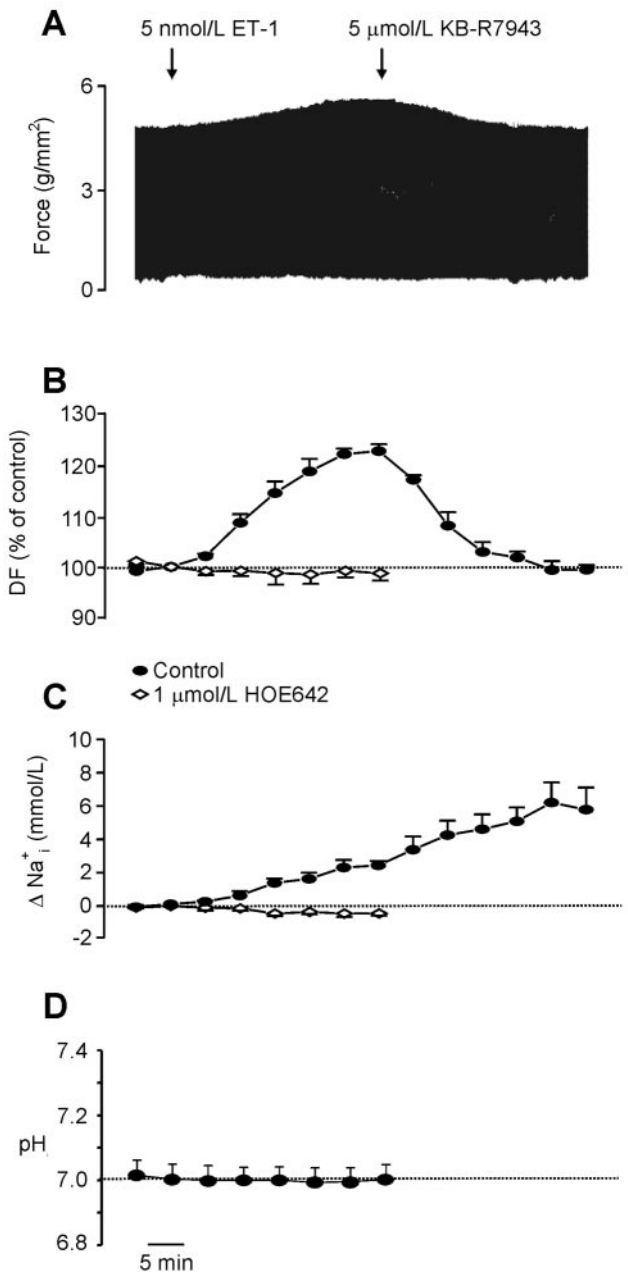 A
5 nmol/L ET-1
5 μmol/L KB-R7943
6
3
0
Force (g/mm²)
B
130
120
110
100
90
DF (% of control)
Control
1 μmol/L HOE642
C
10
8
6
4
2
0
-2
Δ Na⁺ᵢ (mmol/L)
D
7.4
7.2
7.0
6.8
pHᵢ
5 min